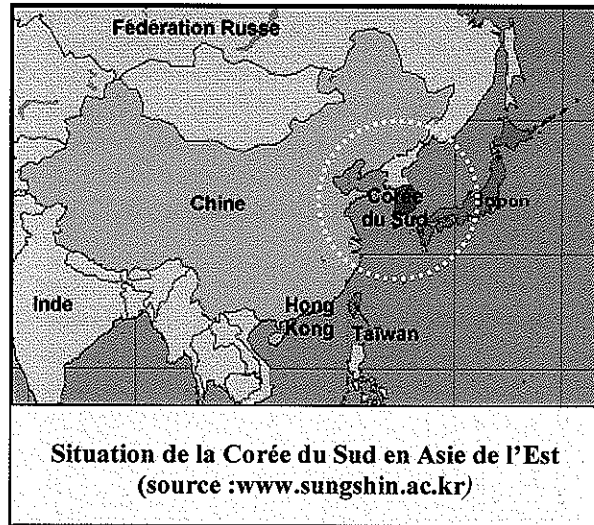 Fédération Russe
Chine
Corée
du Sud
Japon
Inde
Hong
Kong
Taïwan
Situation de la Corée du Sud en Asie de l'Est
(source :www.sungshin.ac.kr)